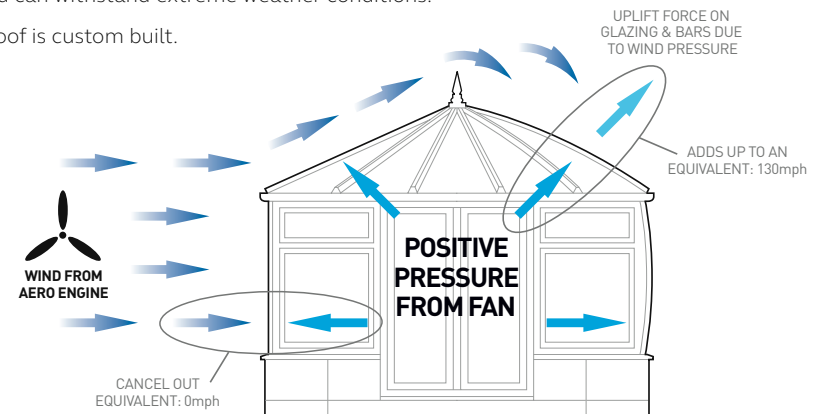 can withstand extreme weather conditions.
oof is custom built.
UPLIFT FORCE ON
GLAZING & BARS DUE
TO WIND PRESSURE
ADDS UP TO AN
EQUIVALENT: 130mph
POSITIVE
PRESSURE
FROM FAN
WIND FROM
AERO ENGINE
CANCEL OUT
EQUIVALENT: 0mph